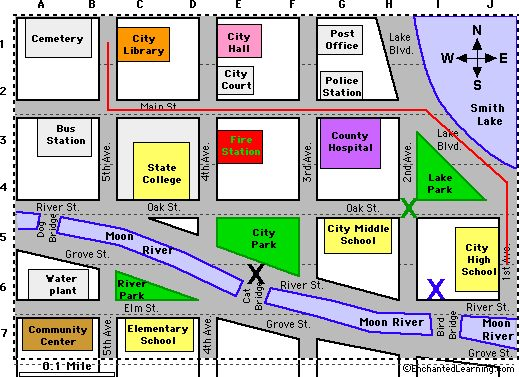 A B C D E F G H I J
1
Cemetery
City
Library
City
Hall
Post
Office
Lake
Blvd.
N
W E
S
City
Court
Police
Station
2
Main St.
Smith
Lake
3
Bus
Station
5th Ave.
4th Ave.
Fire
Station
3rd Ave.
County
Hospital
2nd Ave.
Lake
Blvd.
State
College
Lake
Park
4
River St.
Oak St.
Oak St.
X
Dog
Bridge
5
Moon
River
City
Park
City Middle
School
City
High
School
1st Ave.
Grove St.
X
6
Water
plant
River
Park
Cat
Bridge
River St.
X
Elm St.
River St.
7
Community
Center
5th Ave.
Elementary
School
4th Ave.
Grove St.
Moon River
Bird
Bridge
Moon
River
Grove St.
0.1 Mile
©EnchantedLearning.com